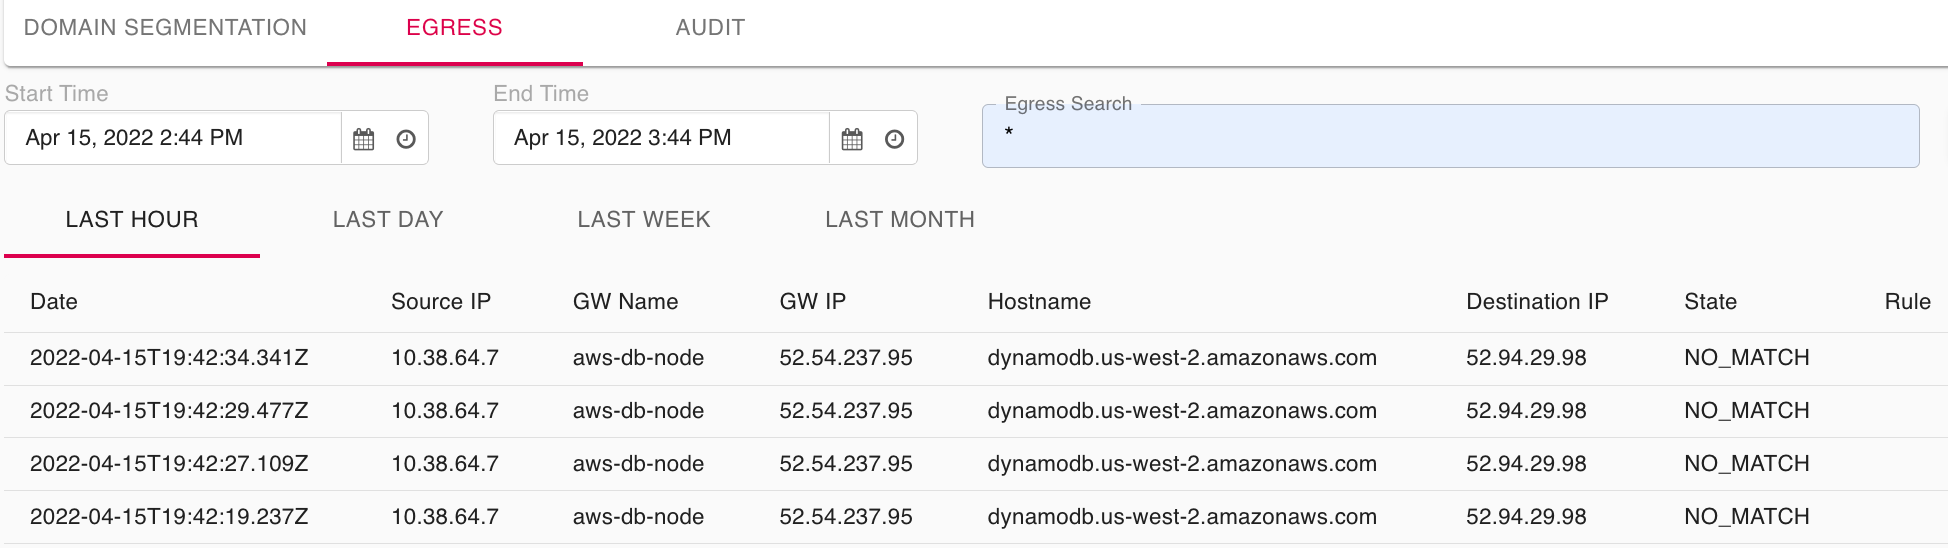 DOMAIN SEGMENTATION EGRESS AUDIT
Start Time End Time Egress Search
Apr 15, 2022 2:44 PM Apr 15, 2022 3:44 PM *
LAST HOUR LAST DAY LAST WEEK LAST MONTH
Date Source IP GW Name GW IP Hostname Destination IP State Rule
2022-04-15T19:42:34.341Z 10.38.64.7 aws-db-node 52.54.237.95 dynamodb.us-west-2.amazonaws.com 52.94.29.98 NO_MATCH
2022-04-15T19:42:29.477Z 10.38.64.7 aws-db-node 52.54.237.95 dynamodb.us-west-2.amazonaws.com 52.94.29.98 NO_MATCH
2022-04-15T19:42:27.109Z 10.38.64.7 aws-db-node 52.54.237.95 dynamodb.us-west-2.amazonaws.com 52.94.29.98 NO_MATCH
2022-04-15T19:42:19.237Z 10.38.64.7 aws-db-node 52.54.237.95 dynamodb.us-west-2.amazonaws.com 52.94.29.98 NO_MATCH